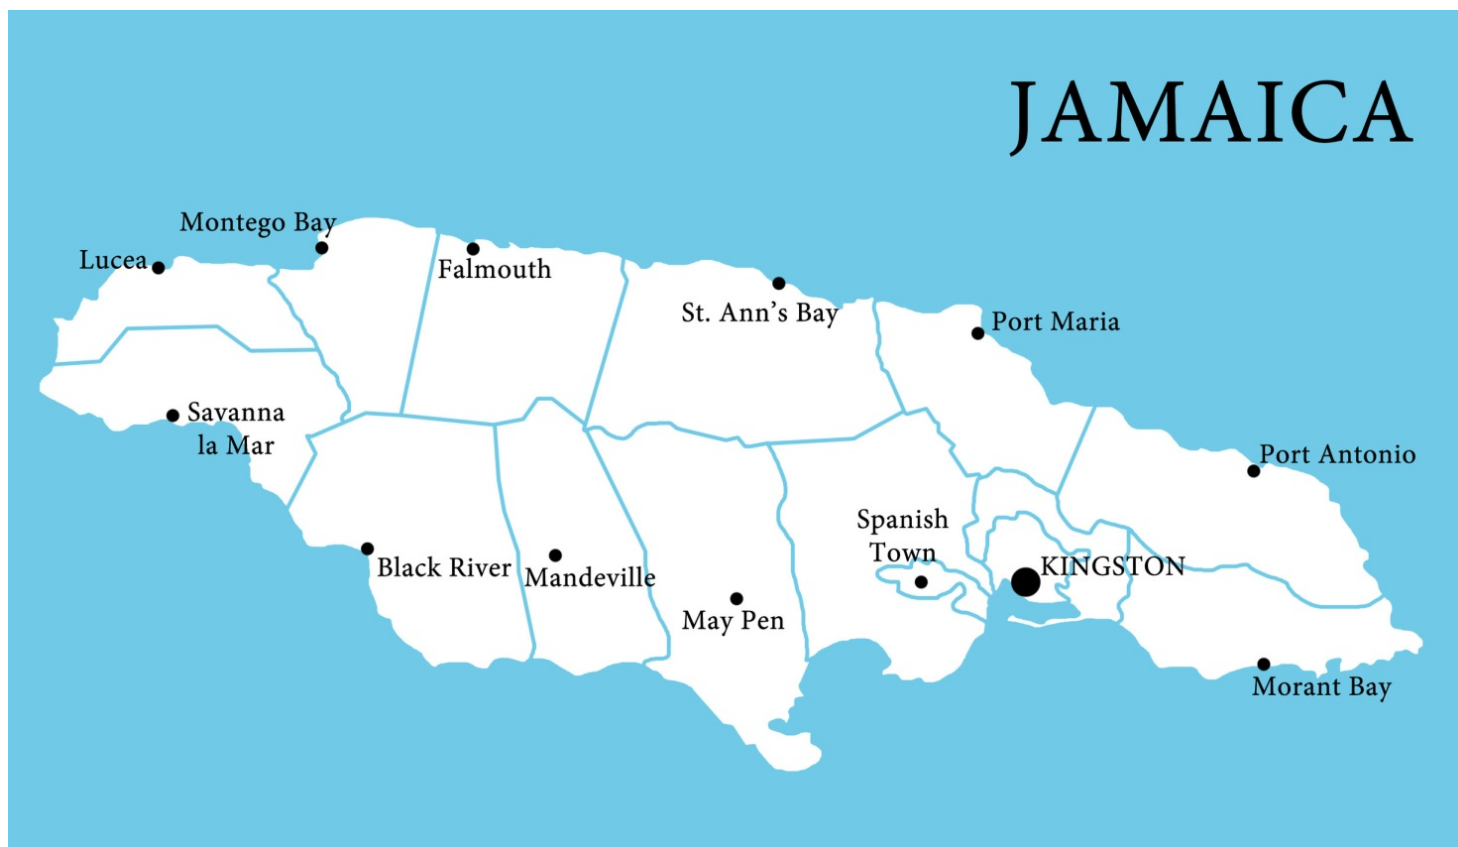 JAMAICA
Montego Bay
Lucea
Falmouth
St. Ann’s Bay
Port Maria
Savanna
la Mar
Port Antonio
Spanish
Town
Black River
Mandeville
KINGSTON
May Pen
Morant Bay